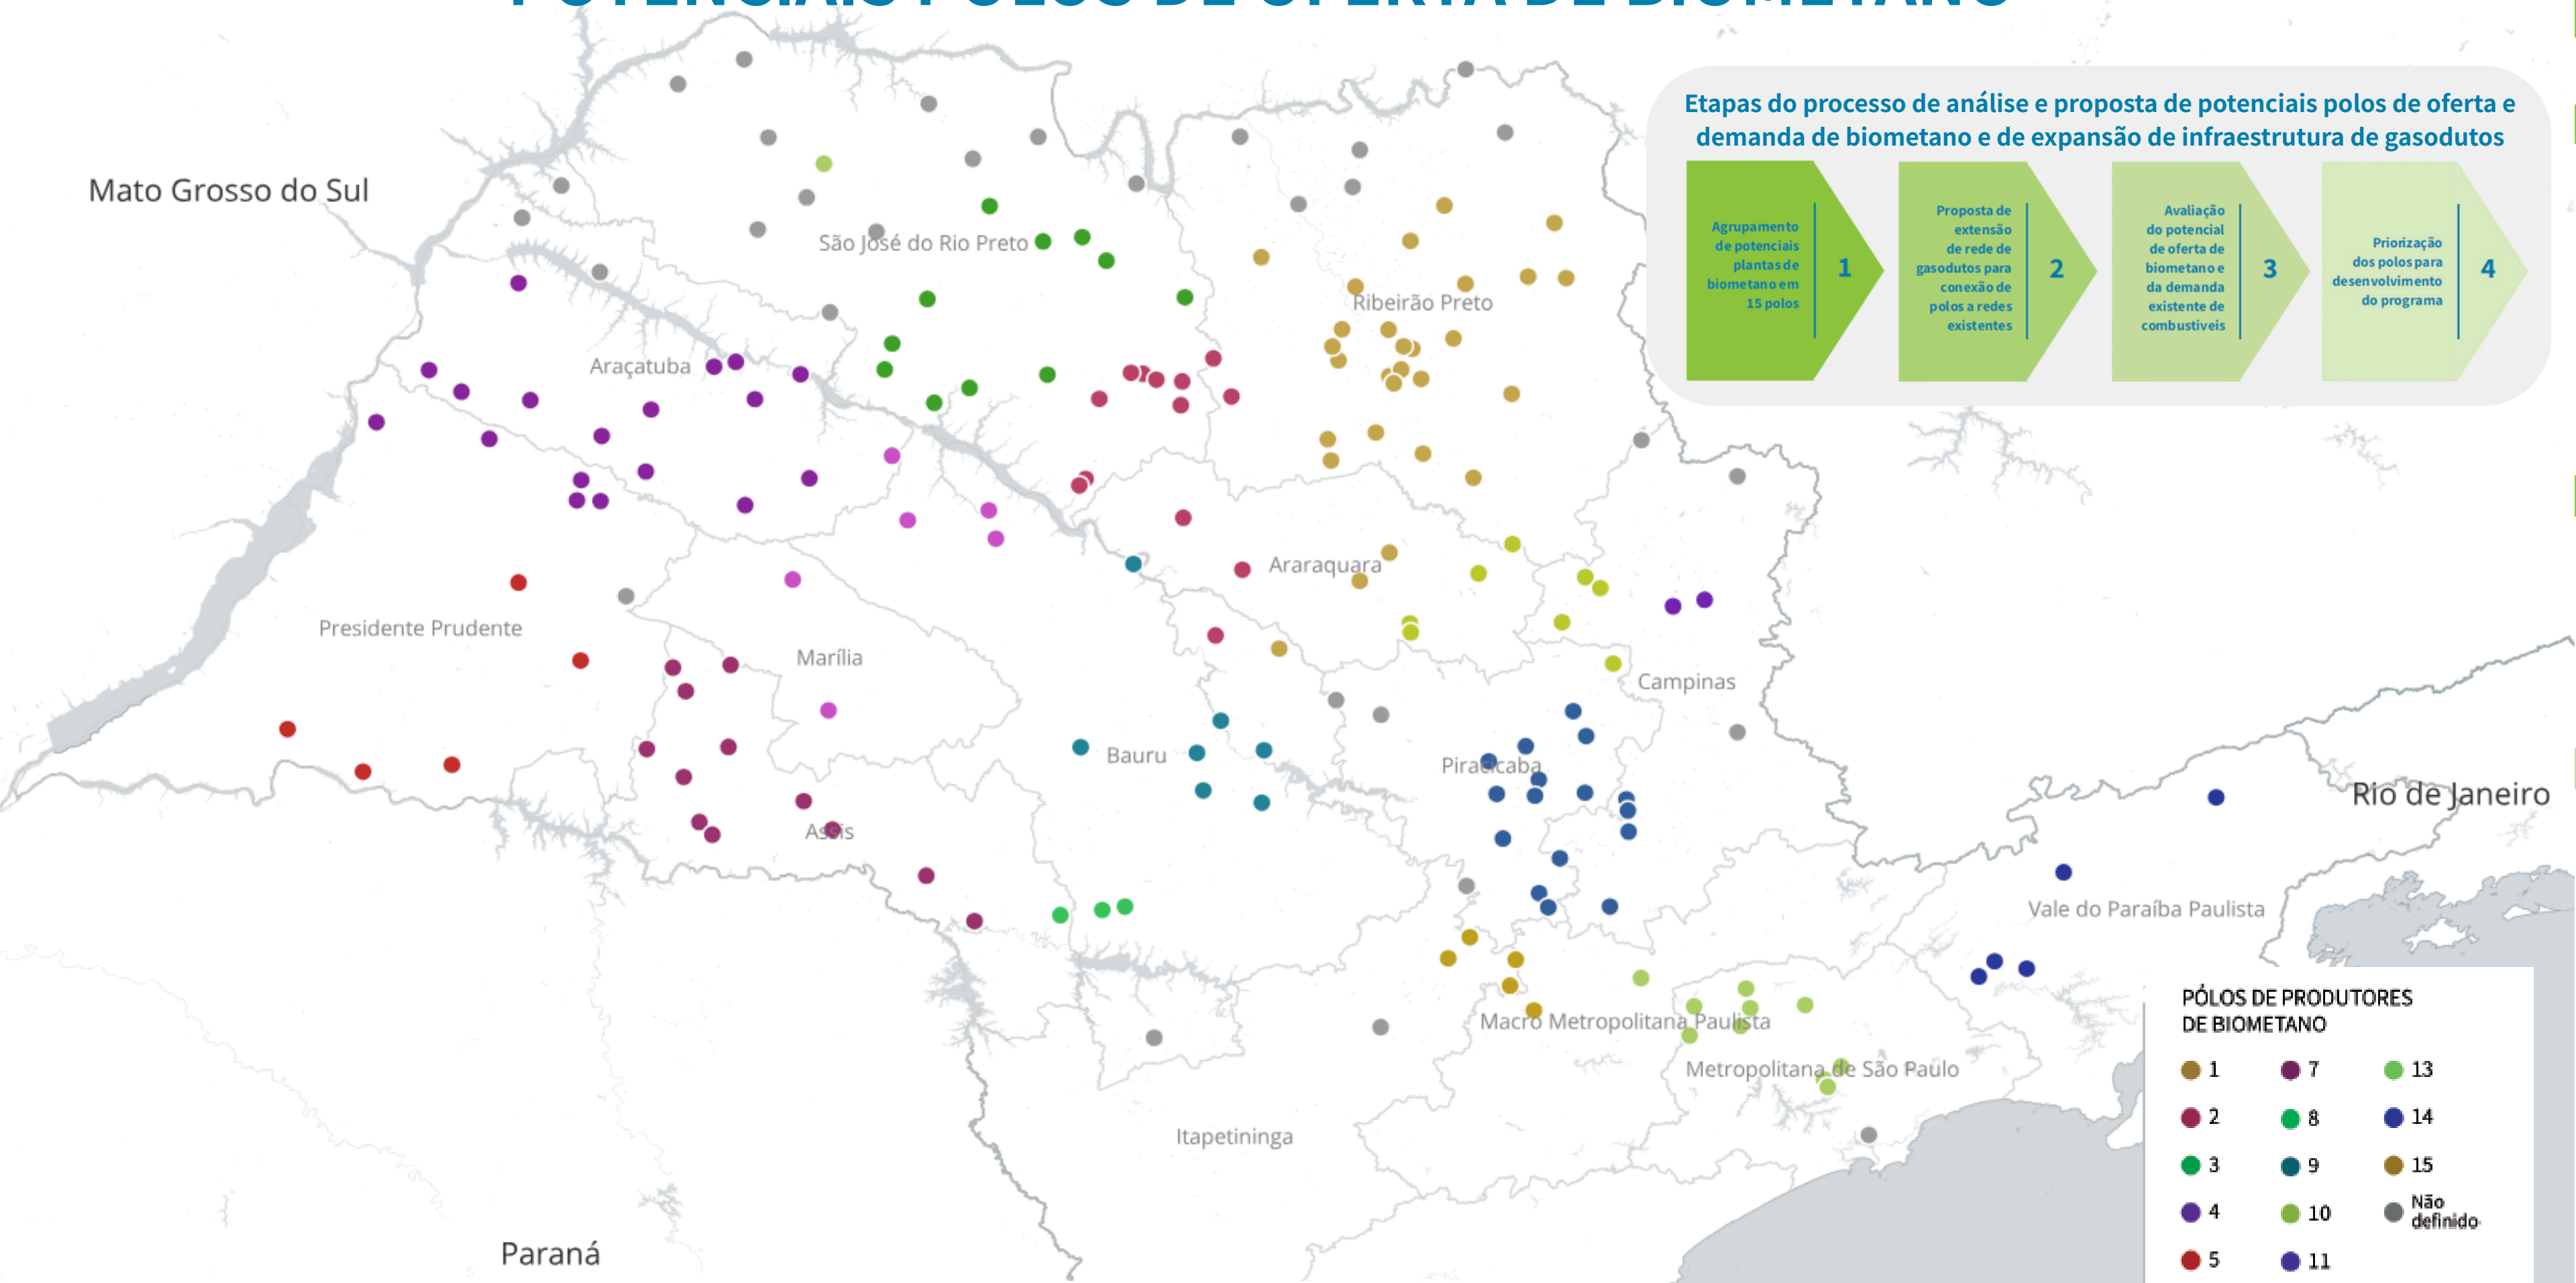 POTENCIAIS POLOS DE OFERTA DE BIOMETANO
Etapas do processo de análise e proposta de potenciais polos de oferta e
demanda de biometano e de expansão de infraestrutura de gasodutos
Agrupamento
de potenciais
plantas de
biometano em
15 polos
1
Proposta de
extensão
de rede de
gasodutos para
conexão de
polos a redes
existentes
2
Avaliação
do potencial
de oferta de
biometano e
da demanda
existente de
combustíveis
3
Priorização
dos polos para
desenvolvimento
do programa
4
Mato Grosso do Sul
São José do Rio Preto
Ribeirão Preto
Araçatuba
Araraquara
Presidente Prudente
Marília
Campinas
Bauru
Piracicaba
Rio de Janeiro
Assis
Vale do Paraíba Paulista
Macro Metropolitana Paulista
Metropolitana de São Paulo
Itapetininga
Paraná
PÓLOS DE PRODUTORES
DE BIOMETANO
1
2
3
4
5
7
8
9
10
11
13
14
15
Não
definido